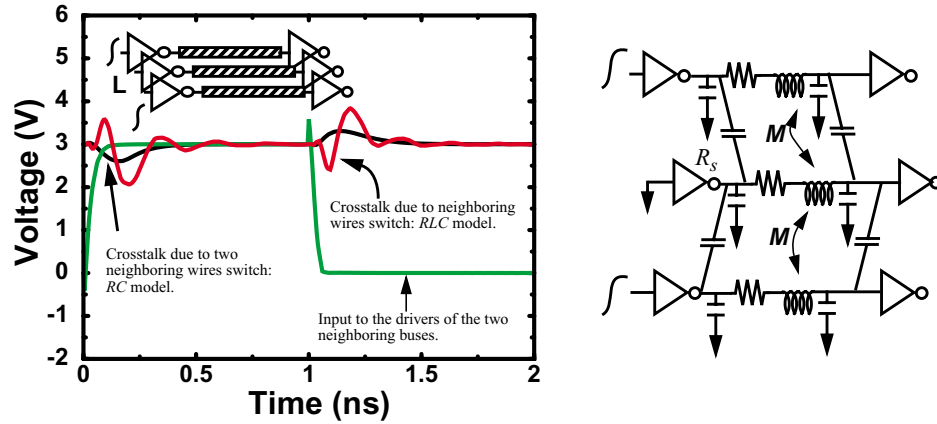 6
5
4
3
2
1
0
-1
-2
Voltage (V)
L
Crosstalk due to two
neighboring wires switch:
RC model.
Crosstalk due to neighboring
wires switch: RLC model.
Input to the drivers of the two
neighboring buses.
0
0.5
1
1.5
2
Time (ns)
M
R_s
M